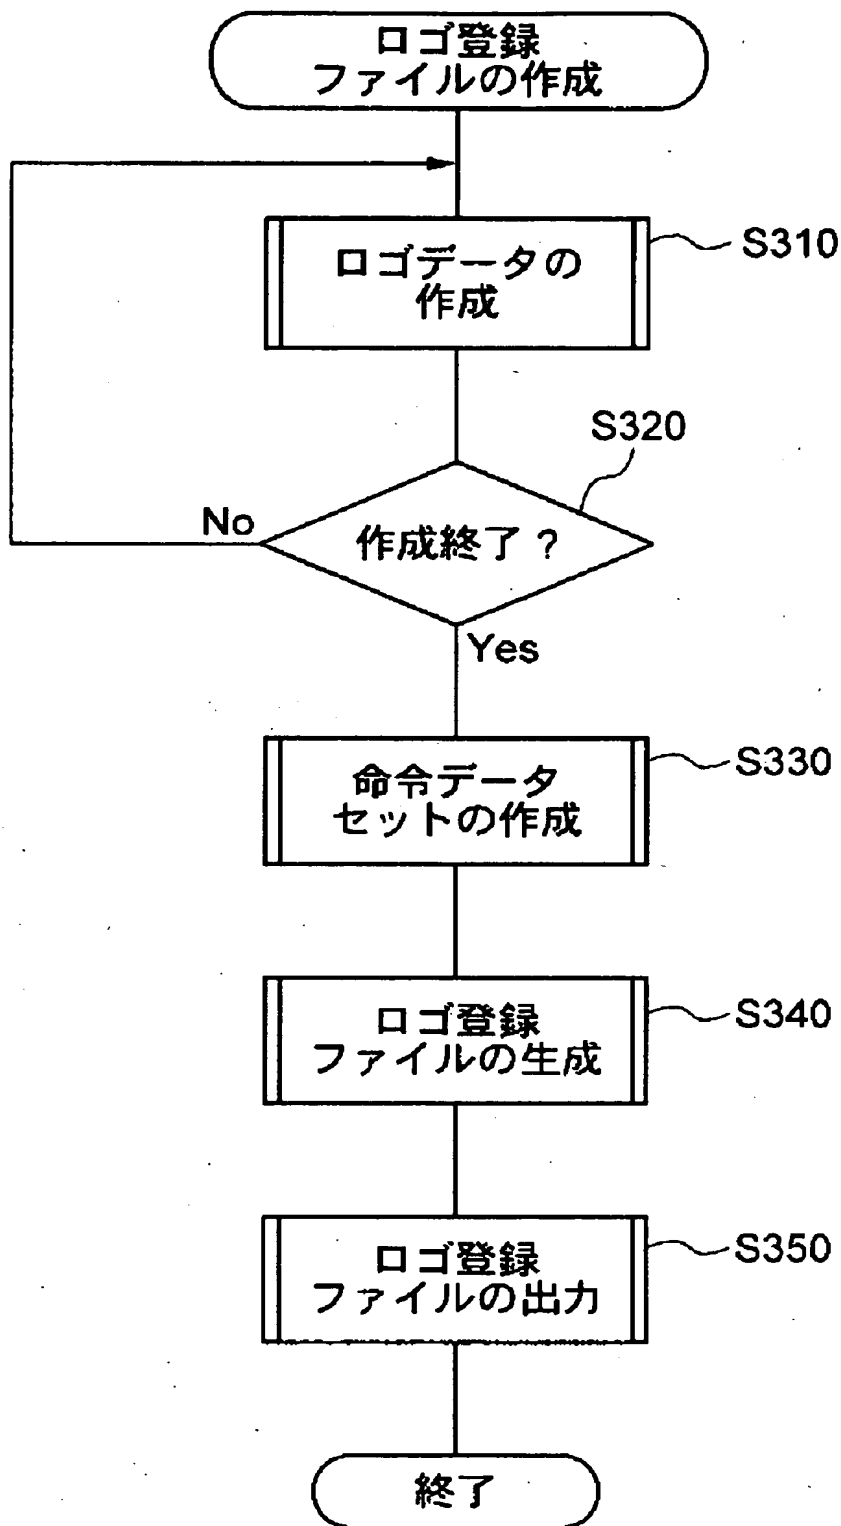 ロゴ登録
ファイルの作成
ロゴデータの
作成
S310
S320
作成終了？
No
Yes
命令データ
セットの作成
S330
ロゴ登録
ファイルの生成
S340
ロゴ登録
ファイルの出力
S350
終了